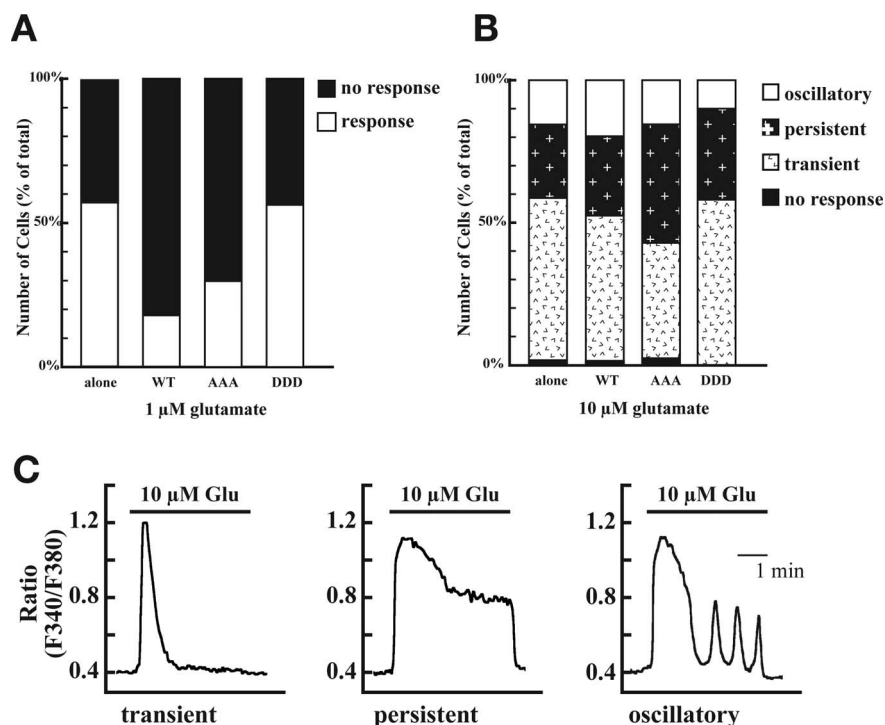 A
100%
50%
0%
Number of Cells (% of total)
no response
response
alone WT AAA DDD
1 μM glutamate
B
100%
50%
0%
Number of Cells (% of total)
oscillatory
persistent
transient
no response
alone WT AAA DDD
10 μM glutamate
C
Ratio
(F340/F380)
10 μM Glu
1.2
0.8
0.4
transient
10 μM Glu
1.2
0.8
0.4
persistent
10 μM Glu
1.2
0.8
0.4
1 min
oscillatory